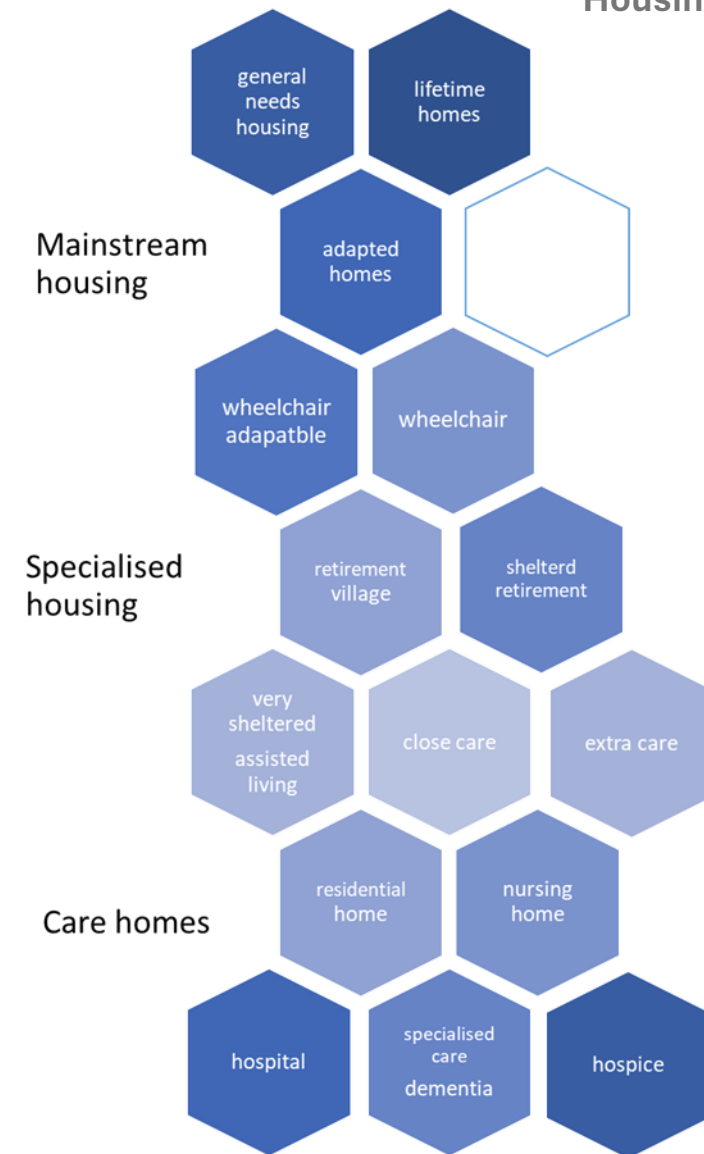 Housin
general
needs
housing
lifetime
homes
Mainstream
housing
adapted
homes
wheelchair
adapatble
wheelchair
Specialised
housing
retirement
village
shelterd
retirement
very
sheltered
assisted
living
close care
extra care
Care homes
residential
home
nursing
home
hospital
specialised
care
dementia
hospice